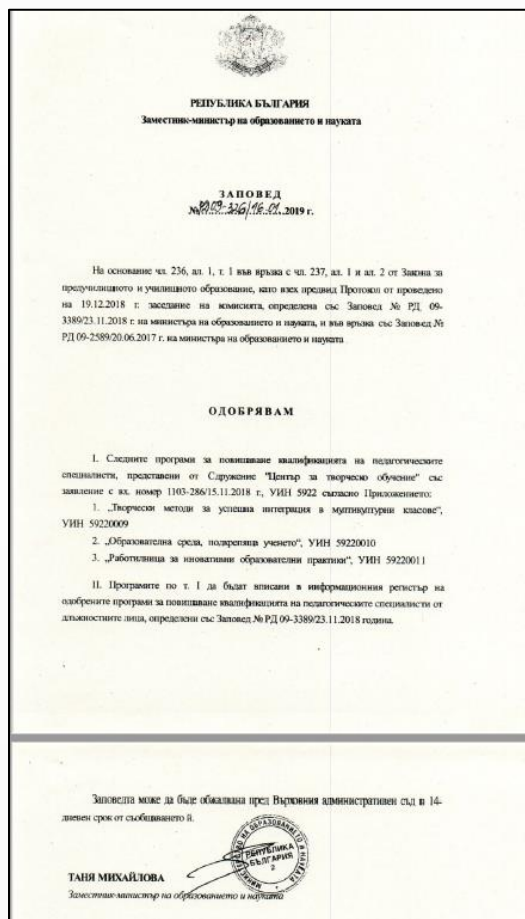 РЕПУБЛИКА БЪЛГАРИЯ
Заместник-министър на образованието и науката
ЗАПОВЕД
№РД09-326/16.01.2019 г.
На основание чл. 236, ал. 1, т. 1 във връзка с чл. 237, ал. 1 и ал. 2 от Закона за
предучилищното и училищното образование, като взех предвид Протокол от проведено
на 19.12.2018 г. заседание на комисията, определена със Заповед № РД 09-
3389/23.11.2018 г. на министъра на образованието и науката, и във връзка със Заповед №
РД 09-2589/20.06.2017 г. на министъра на образованието и науката
ОДОБРЯВАМ
I. Следните програми за повишаване квалификацията на педагогическите
специалисти, представени от Сдружение "Център за творческо обучение" със
заявление с вх. номер 1103-286/15.11.2018 г., УИН 5922 съгласно Приложението:
1. „Творчески методи за успешна интеграция в мултикултурни класове“,
УИН 59220009
2. „Образователна среда, подкрепяща ученето“, УИН 59220010
3. „Работилница за иновативни образователни практики“, УИН 59220011
II. Програмите по т. I да бъдат вписани в информационния регистър на
одобрените програми за повишаване квалификацията на педагогическите специалисти от
длъжностните лица, определени със Заповед № РД 09-3389/23.11.2018 година.
Заповедта може да бъде обжалвана пред Върховния административен съд в 14-
дневен срок от съобщаването й.
МИНИСТЕРСТВО НА ОБРАЗОВАНИЕТО И НАУКАТА
РЕПУБЛИКА
БЪЛГАРИЯ
2
ТАНЯ МИХАЙЛОВА
Заместник-министър на образованието и науката